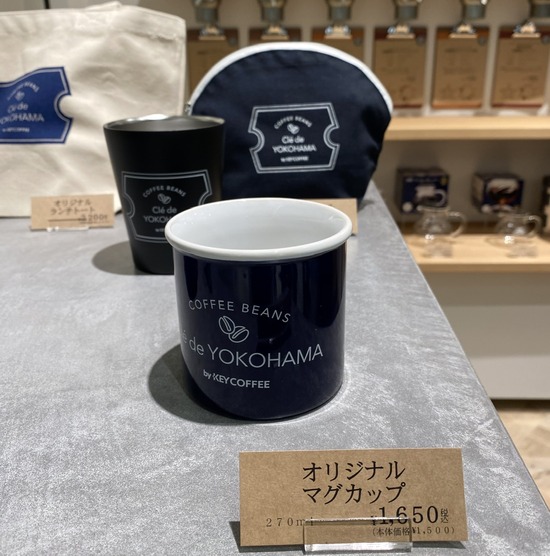 Clé de
YOKOHAMA
by KEYCOFFEE
オリジナル
ランチトート
COFFEE BEANS
Clé de
YOKOHAMA
COFFEE BEANS
Clé de
YOKOHAMA
by KEYCOFFEE
COFFEE BEANS
de YOKOHAMA
by KEYCOFFEE
オリジナル
マグカップ
270ml ¥1,650税込
(本体価格¥1,500)